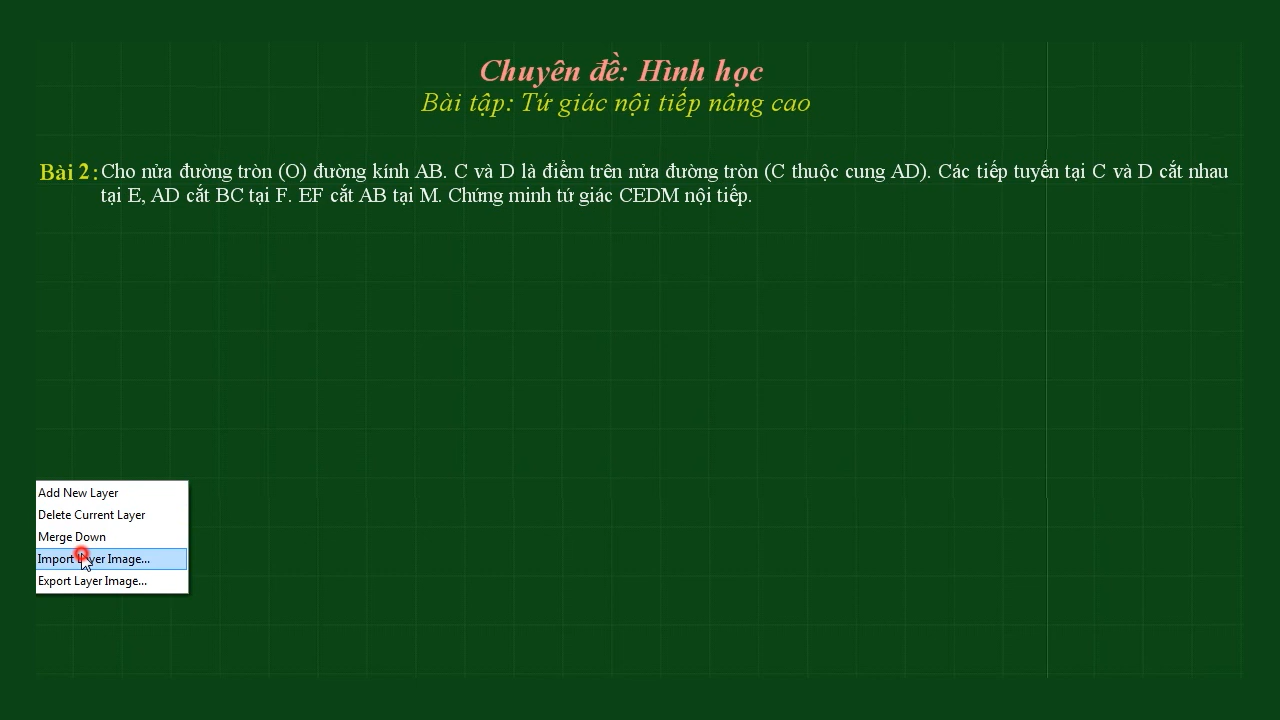 Chuyên đề: Hình học
Bài tập: Tứ giác nội tiếp nâng cao
Bài 2: Cho nửa đường tròn (O) đường kính AB. C và D là điểm trên nửa đường tròn (C thuộc cung AD). Các tiếp tuyến tại C và D cắt nhau
tại E, AD cắt BC tại F. EF cắt AB tại M. Chứng minh tứ giác CEDM nội tiếp.
Add New Layer
Delete Current Layer
Merge Down
Import Layer Image...
Export Layer Image...